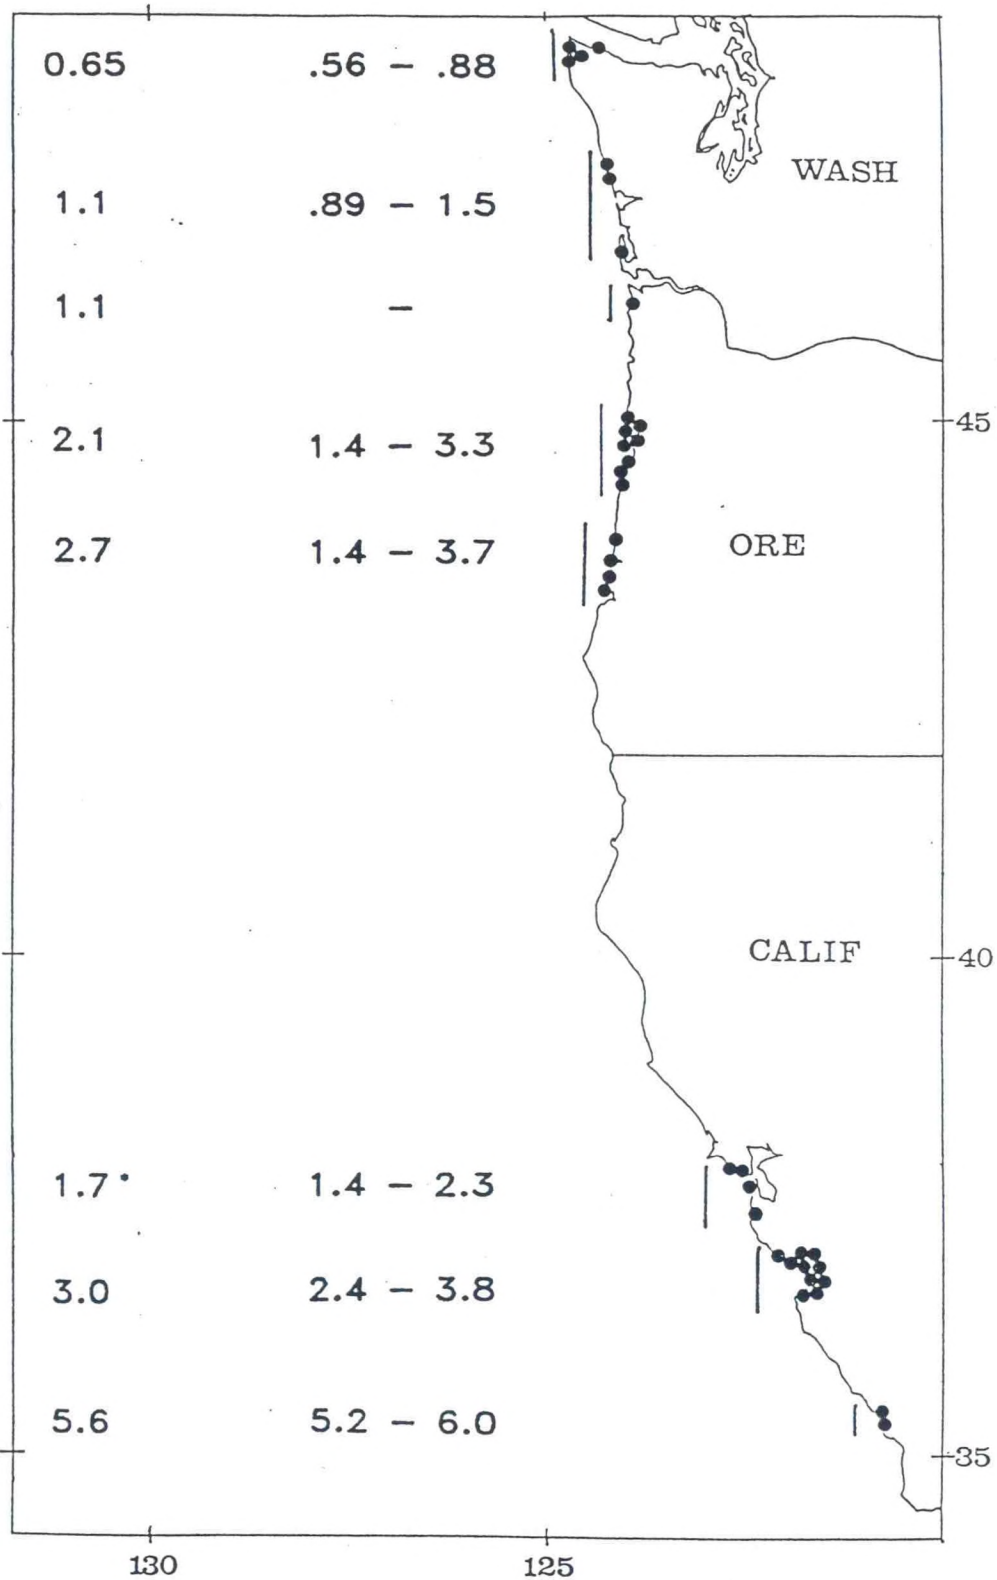 0.65 .56 – .88
WASH
1.1 .89 – 1.5
1.1 –
45
2.1 1.4 – 3.3
ORE
2.7 1.4 – 3.7
CALIF
40
1.7* 1.4 – 2.3
3.0 2.4 – 3.8
5.6 5.2 – 6.0
35
130 125